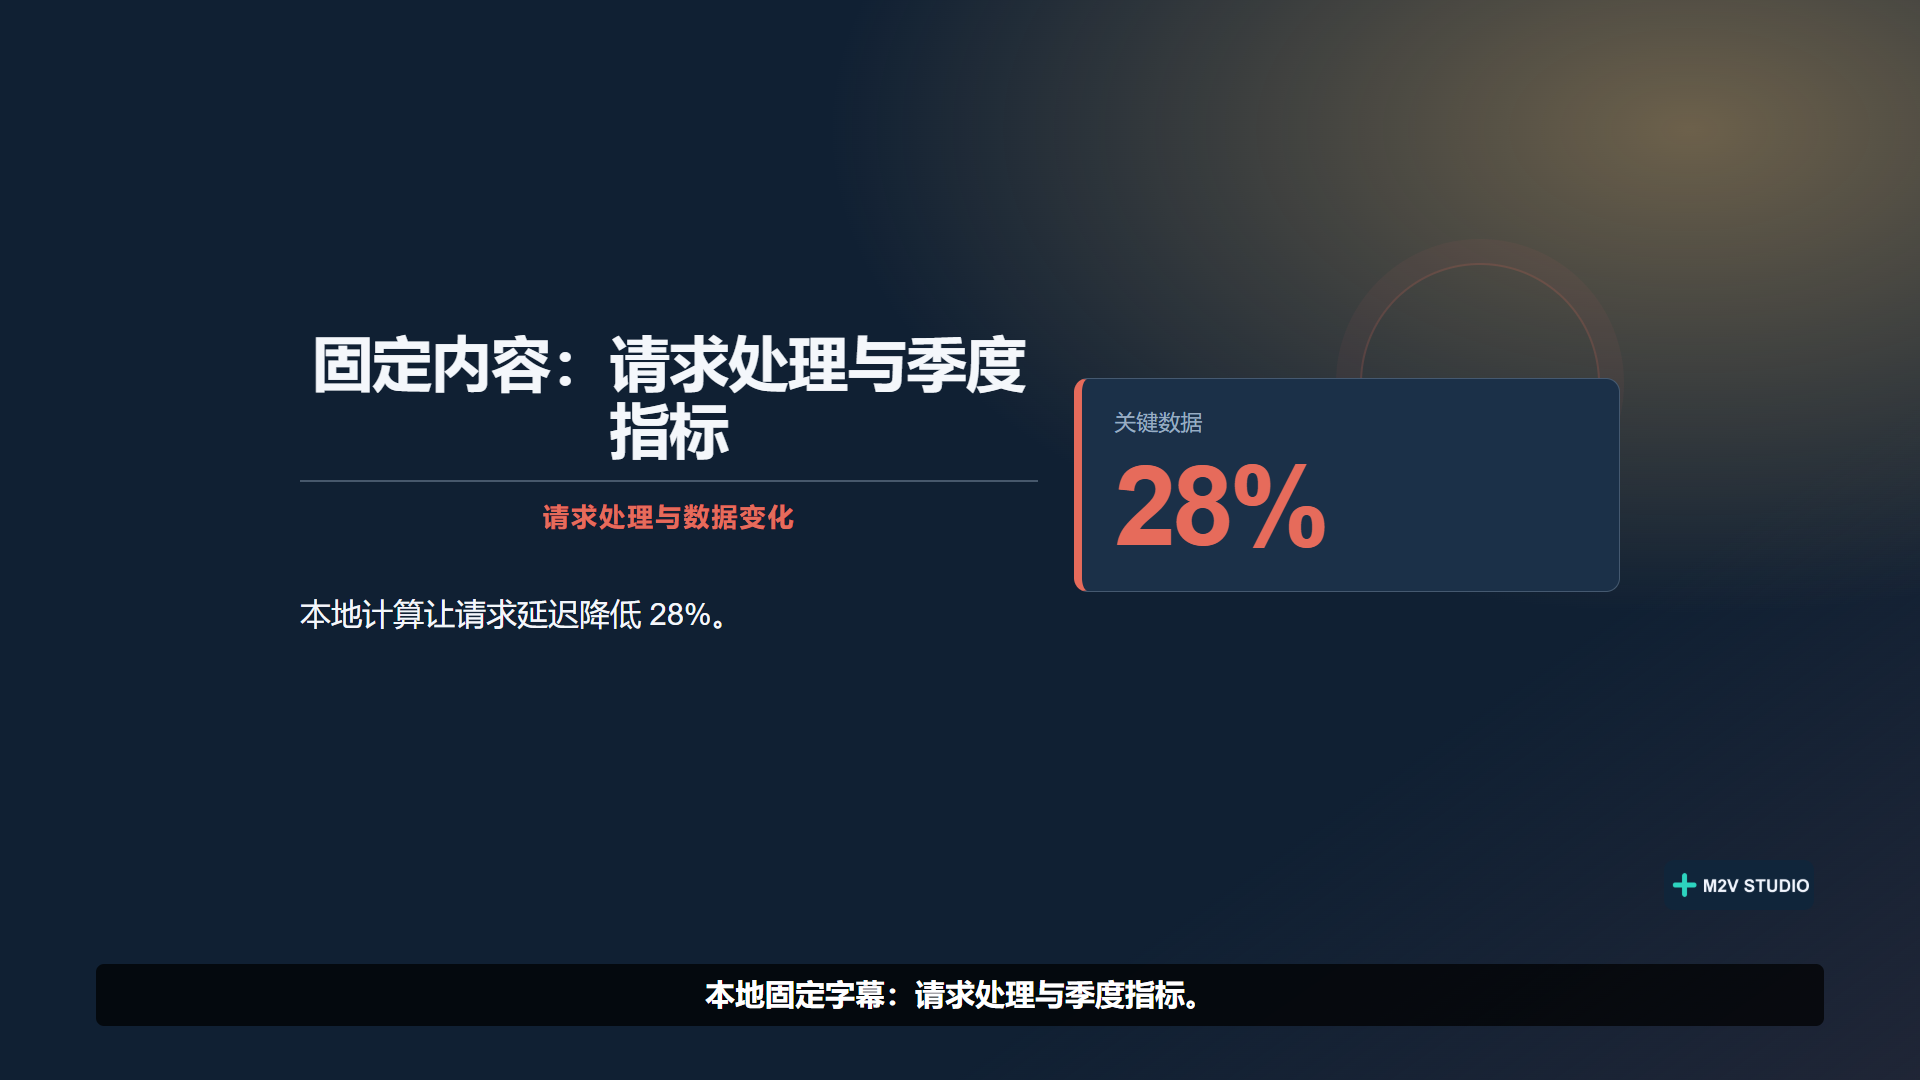 固定内容：请求处理与季度
指标
请求处理与数据变化
本地计算让请求延迟降低 28%。
关键数据
28%
M2V STUDIO
本地固定字幕：请求处理与季度指标。